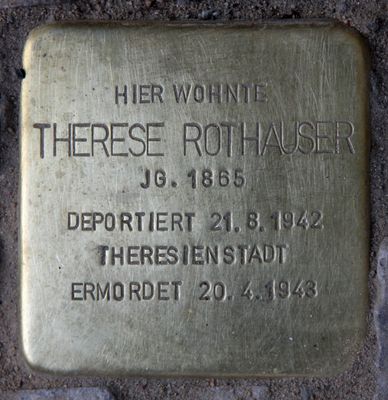 HIER WOHNTE
THERESE ROTHAUSER
JG. 1865
DEPORTIERT 21.8.1942
THERESIENSTADT
ERMORDET 20.4.1943